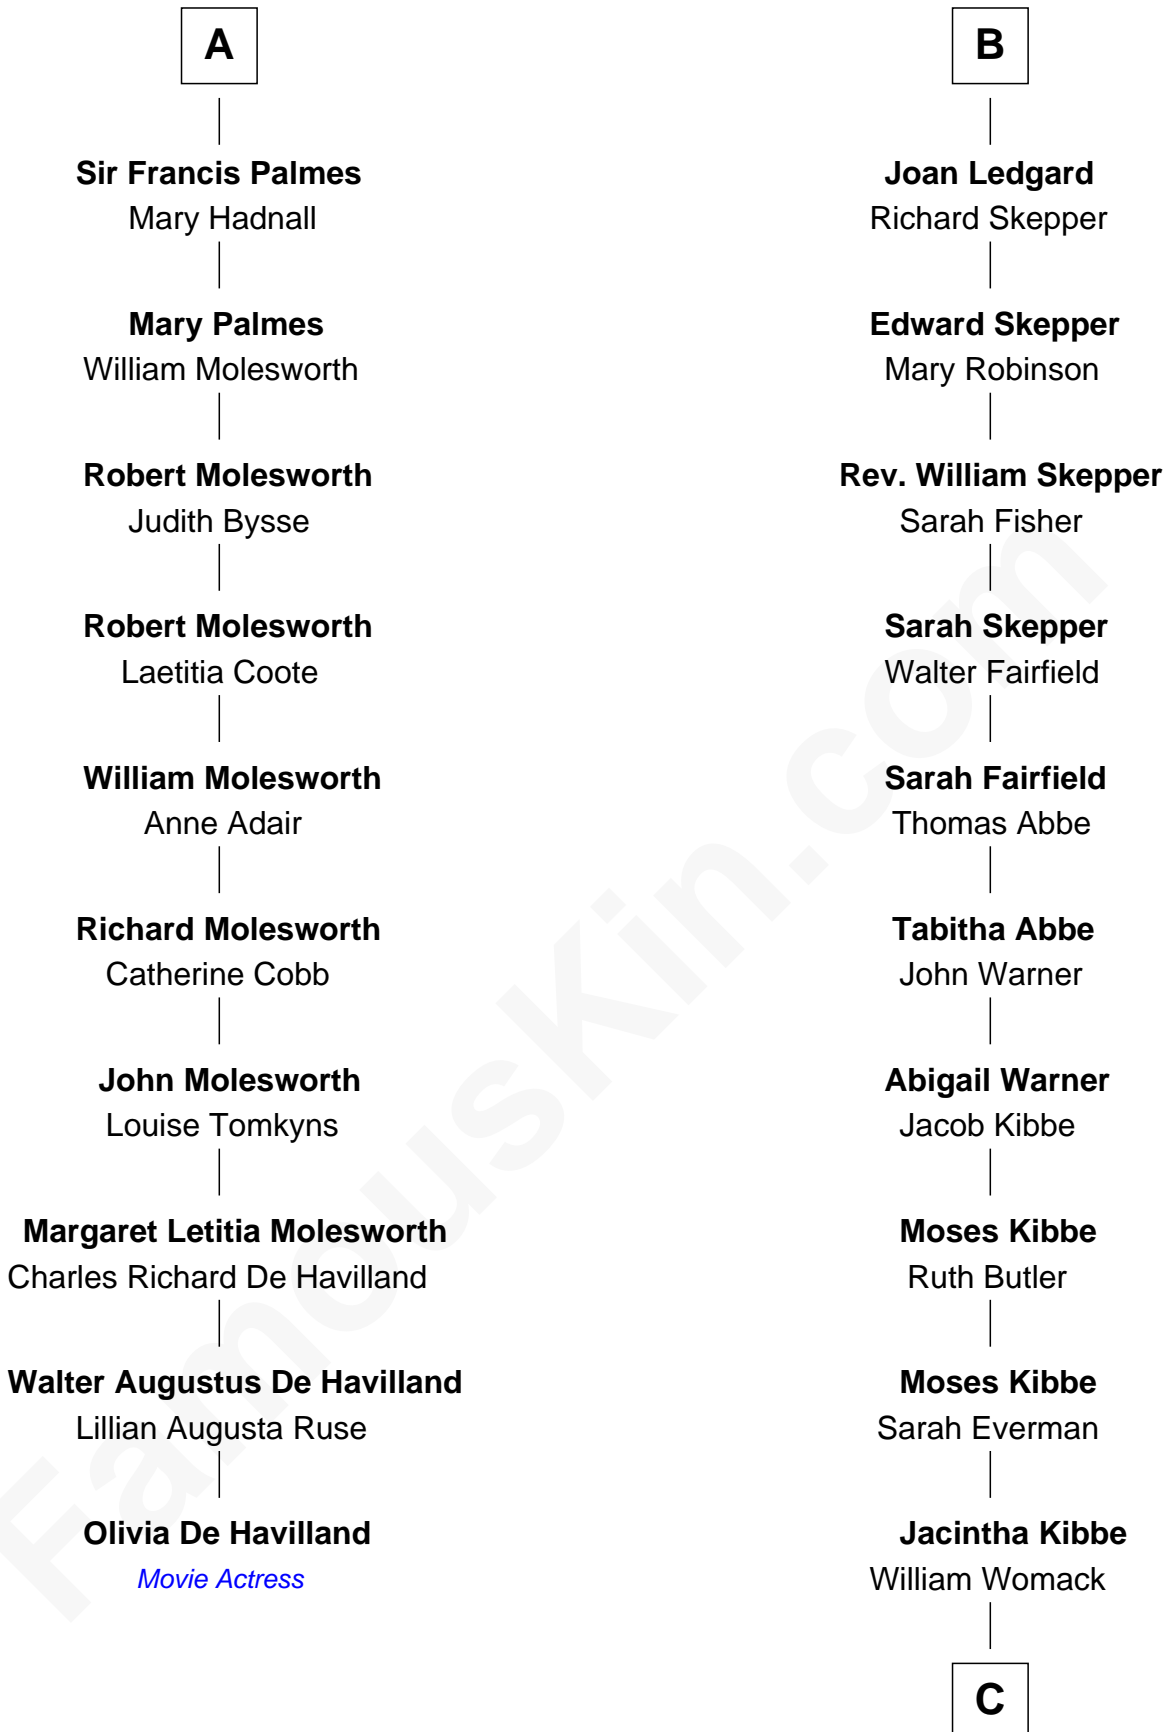 A
Sir Francis Palmes
Mary Hadnall
Mary Palmes
William Molesworth
Robert Molesworth
Judith Bysse
Robert Molesworth
Laetitia Coote
William Molesworth
Anne Adair
Richard Molesworth
Catherine Cobb
John Molesworth
Louise Tomkyns
Margaret Letitia Molesworth
Charles Richard De Havilland
Walter Augustus De Havilland
Lillian Augusta Ruse
Olivia De Havilland
Movie Actress
B
Joan Ledgard
Richard Skepper
Edward Skepper
Mary Robinson
Rev. William Skepper
Sarah Fisher
Sarah Skepper
Walter Fairfield
Sarah Fairfield
Thomas Abbe
Tabitha Abbe
John Warner
Abigail Warner
Jacob Kibbe
Moses Kibbe
Ruth Butler
Moses Kibbe
Sarah Everman
Jacintha Kibbe
William Womack
C
FamousKin.com